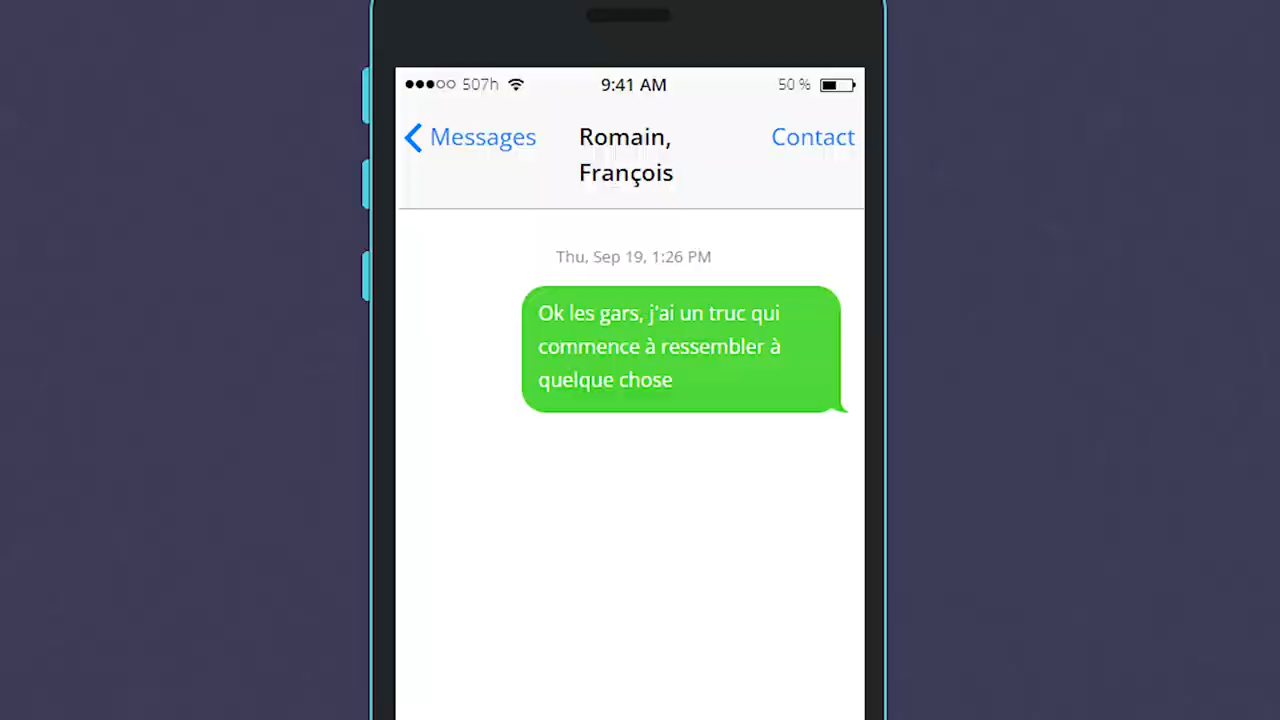 507h 9:41 AM 50 %
Messages Romain, Contact
François
Thu, Sep 19, 1:26 PM
Ok les gars, j'ai un truc qui
commence à ressembler à
quelque chose